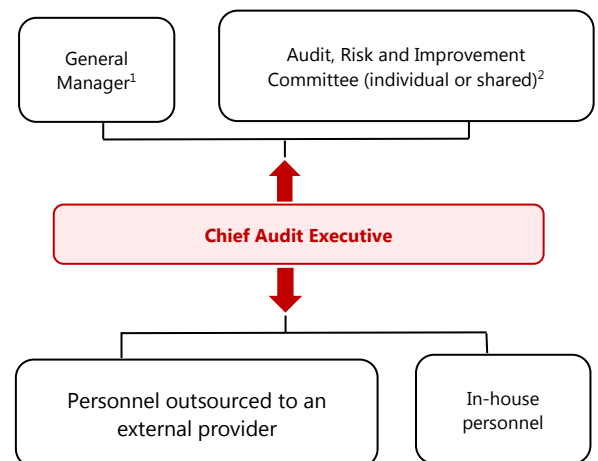 General
Manager¹
Audit, Risk and Improvement
Committee (individual or shared)²
Chief Audit Executive
Personnel outsourced to an
external provider
In-house
personnel